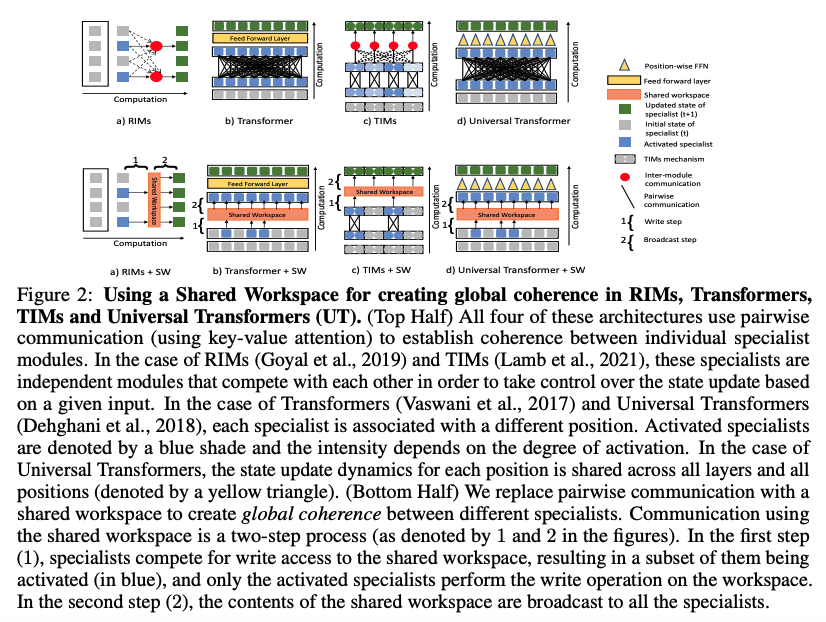 Computation
a) RIMs
Feed Forward Layer
Computation
b) Transformer
Computation
c) TIMs
Computation
d) Universal Transformer
Position-wise FFN
Feed forward layer
Shared workspace
Updated state of
specialist (t+1)
Initial state of
specialist (t)
Activated specialist
TIMs mechanism
Inter-module
communication
Pairwise
communication
1{ Write step
2{ Broadcast step
1 2
Shared Workspace
Computation
a) RIMs + SW
Feed Forward Layer
2{
Shared Workspace
1{
Computation
b) Transformer + SW
2{
Shared Workspace
1{
Computation
c) TIMs + SW
2{
Shared Workspace
1{
Computation
d) Universal Transformer + SW
Figure 2: Using a Shared Workspace for creating global coherence in RIMs, Transformers,
TIMs and Universal Transformers (UT). (Top Half) All four of these architectures use pairwise
communication (using key-value attention) to establish coherence between individual specialist
modules. In the case of RIMs (Goyal et al., 2019) and TIMs (Lamb et al., 2021), these specialists are
independent modules that compete with each other in order to take control over the state update based
on a given input. In the case of Transformers (Vaswani et al., 2017) and Universal Transformers
(Dehghani et al., 2018), each specialist is associated with a different position. Activated specialists
are denoted by a blue shade and the intensity depends on the degree of activation. In the case of
Universal Transformers, the state update dynamics for each position is shared across all layers and all
positions (denoted by a yellow triangle). (Bottom Half) We replace pairwise communication with a
shared workspace to create global coherence between different specialists. Communication using
the shared workspace is a two-step process (as denoted by 1 and 2 in the figures). In the first step
(1), specialists compete for write access to the shared workspace, resulting in a subset of them being
activated (in blue), and only the activated specialists perform the write operation on the workspace.
In the second step (2), the contents of the shared workspace are broadcast to all the specialists.